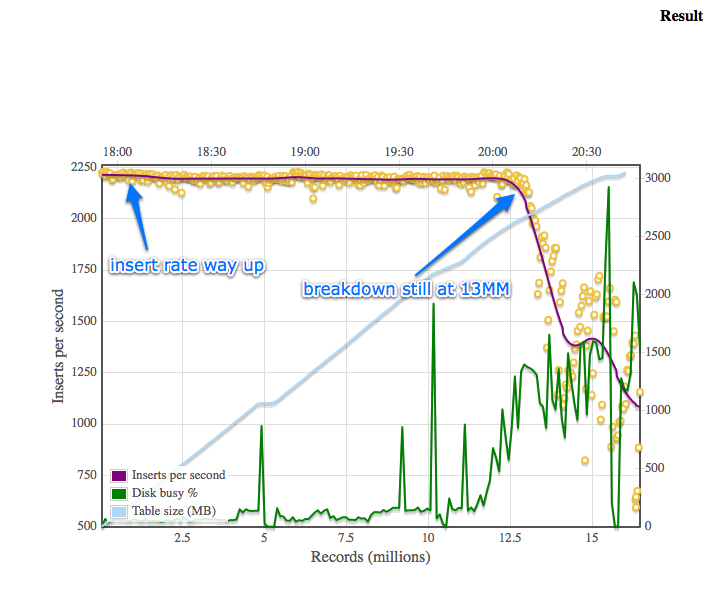 Result
18:00 18:30 19:00 19:30 20:00 20:30
2250
2000
1750
1500
1250
1000
750
500
Inserts per second
3000
2500
2000
1500
1000
500
0
insert rate way up
breakdown still at 13MM
Inserts per second
Disk busy %
Table size (MB)
2.5 5 7.5 10 12.5 15
Records (millions)